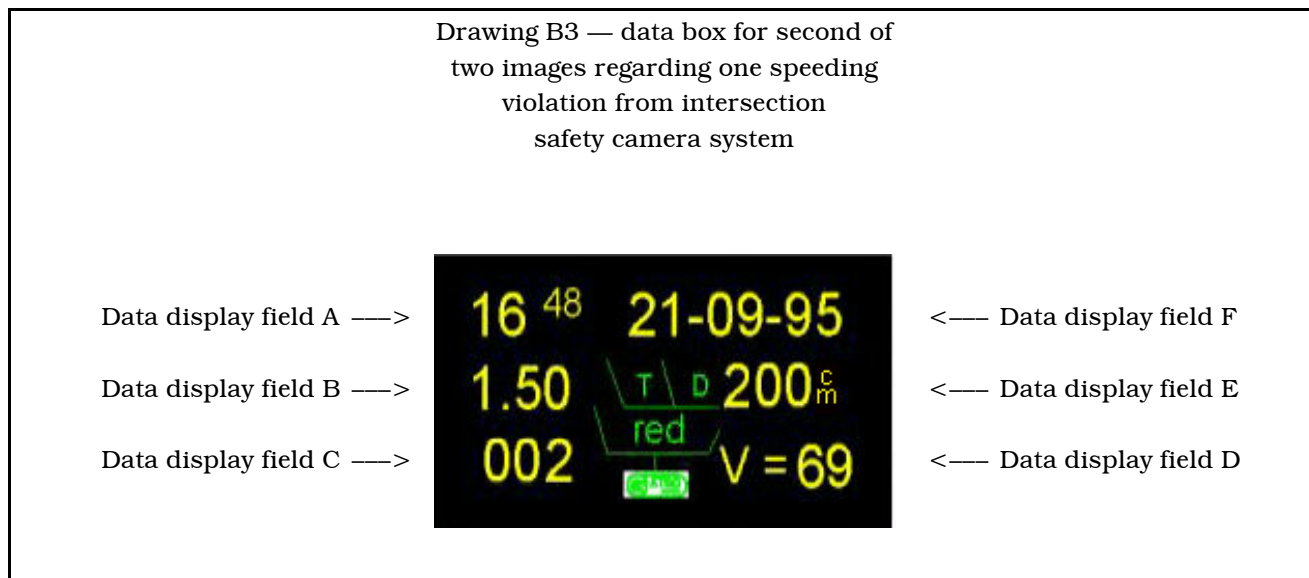 Drawing B3 — data box for second of
two images regarding one speeding
violation from intersection
safety camera system
Data display field A ––––> 16 48 21-09-95 <–––– Data display field F
Data display field B ––––> 1.50 T D 200 cm <–––– Data display field E
red
Data display field C ––––> 002 V = 69 <–––– Data display field D